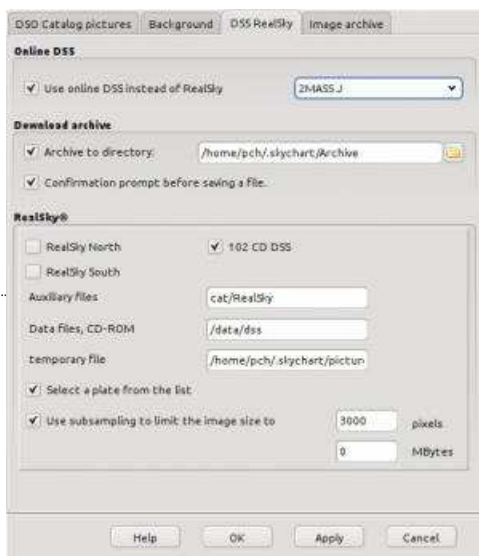 DSO Catalog pictures Background DSS RealSky Image archive
Online DSS
Use online DSS instead of RealSky 2MASS J
Download archive
Archive to directory: /home/pch/.skychart/Archive
Confirmation prompt before saving a file.
RealSky®
RealSky North 102 CD DSS
RealSky South
Auxiliary files cat/RealSky
Data files, CD-ROM /data/dss
temporary file /home/pch/.skychart/pictur
Select a plate from the list
Use subsampling to limit the image size to 3000 pixels
0 MBytes
Help OK Apply Cancel